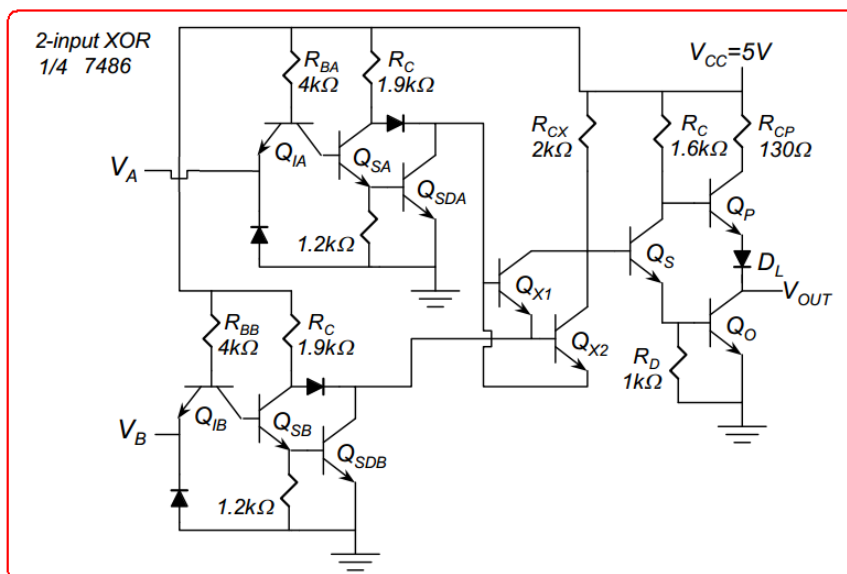 2-input XOR
1/4 7486
R_BA
4kΩ
R_C
1.9kΩ
V_CC=5V
R_CX
2kΩ
R_C
1.6kΩ
R_CP
130Ω
Q_IA
Q_SA
V_A
Q_SDA
Q_P
1.2kΩ
Q_S
D_L
Q_X1
V_OUT
R_BB
4kΩ
R_C
1.9kΩ
Q_X2
Q_O
R_D
1kΩ
Q_IB
Q_SB
V_B
Q_SDB
1.2kΩ